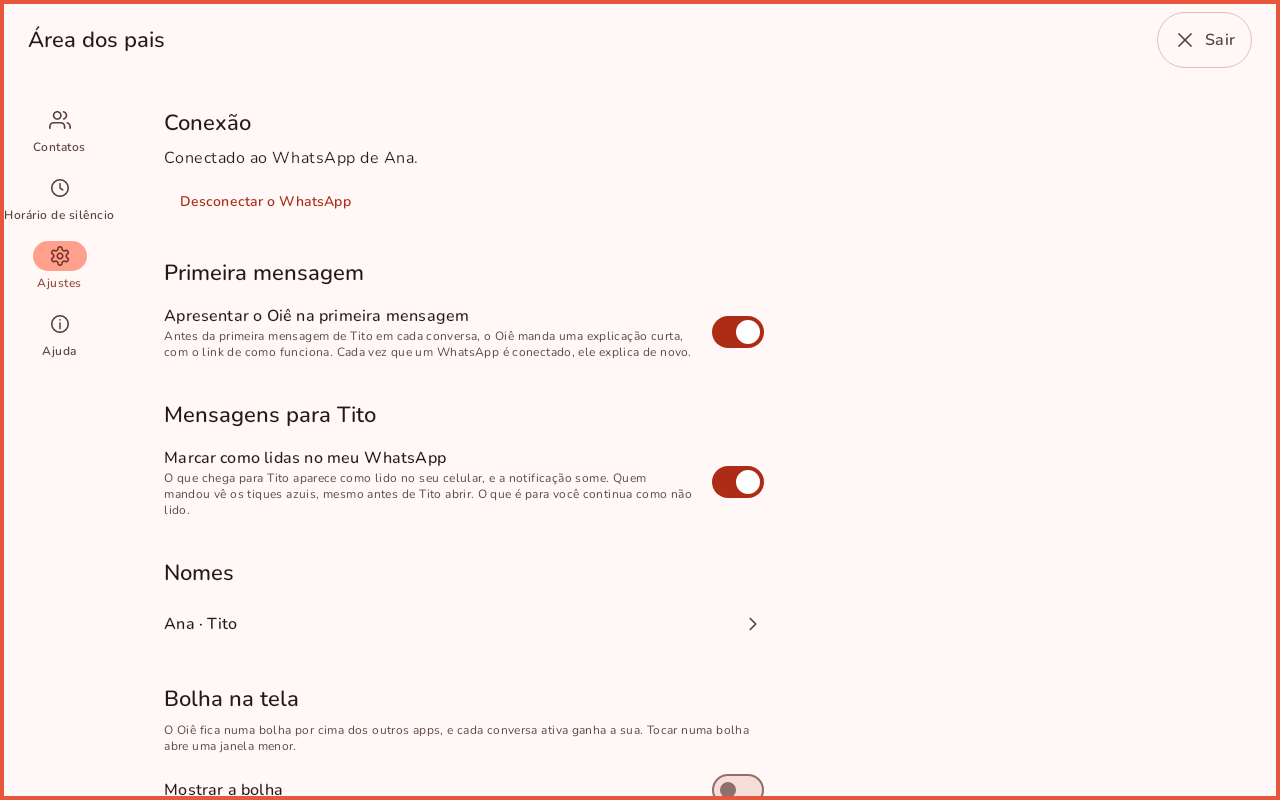 Área dos pais
Sair
Contatos
Horário de silêncio
Ajustes
Ajuda
Conexão
Conectado ao WhatsApp de Ana.
Desconectar o WhatsApp
Primeira mensagem
Apresentar o Oiê na primeira mensagem
Antes da primeira mensagem de Tito em cada conversa, o Oiê manda uma explicação curta,
com o link de como funciona. Cada vez que um WhatsApp é conectado, ele explica de novo.
Mensagens para Tito
Marcar como lidas no meu WhatsApp
O que chega para Tito aparece como lido no seu celular, e a notificação some. Quem
mandou vê os tiques azuis, mesmo antes de Tito abrir. O que é para você continua como não
lido.
Nomes
Ana · Tito
Bolha na tela
O Oiê fica numa bolha por cima dos outros apps, e cada conversa ativa ganha a sua. Tocar numa bolha
abre uma janela menor.
Mostrar a bolha